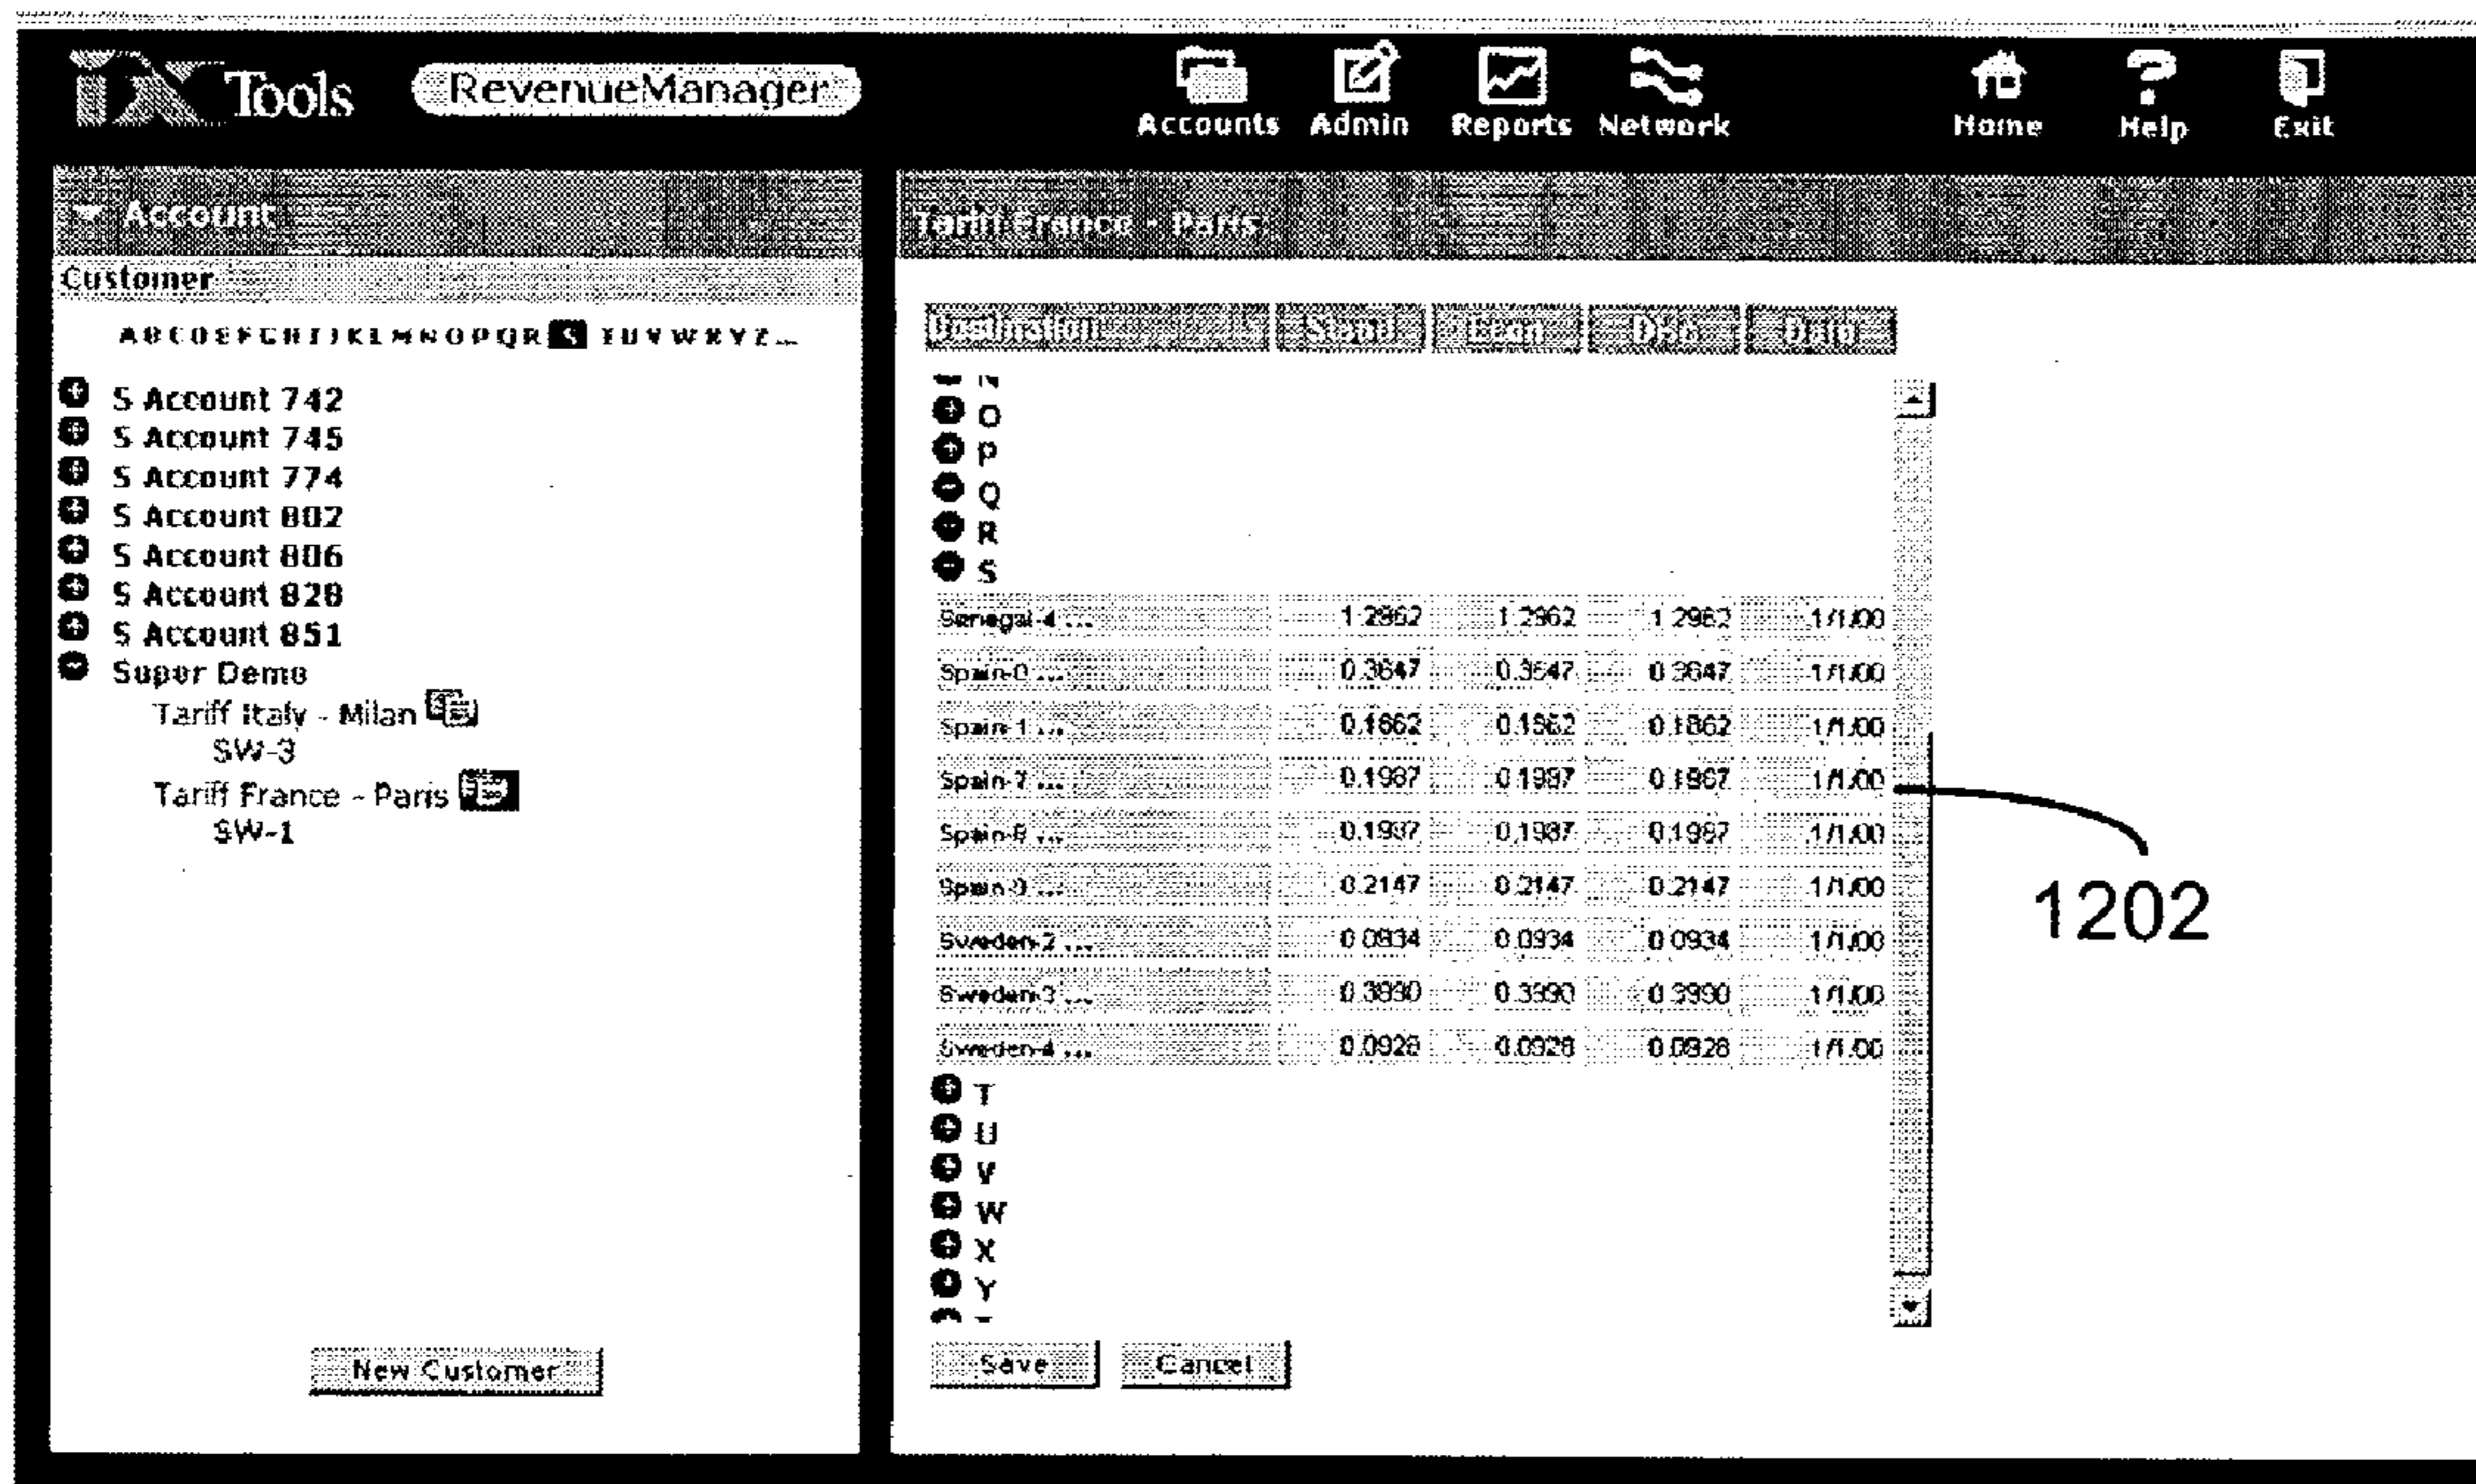 iX Tools RevenueManager Accounts Admin Reports Network Home Help Exit
Account
Tariff France - Paris
Customer
A B C D E F G H I J K L M N O P Q R S T U V W X Y Z ...
Destination Stand Econ Date
S Account 742
S Account 745
S Account 774
S Account 802
S Account 806
S Account 828
S Account 851
Super Demo
Tariff Italy - Milan
SW-3
Tariff France - Paris
SW-1
New Customer
N
O
P
Q
R
S
Senegal-4 ... 1.2962 1.2962 1.2962 1/1/00
Spain-0 ... 0.3647 0.3647 0.3647 1/1/00
Spain-1 ... 0.1862 0.1862 0.1862 1/1/00
Spain-7 ... 0.1987 0.1987 0.1987 1/1/00
Spain-8 ... 0.1987 0.1987 0.1987 1/1/00
Spain-9 ... 0.2147 0.2147 0.2147 1/1/00
Sweden-2 ... 0.0934 0.0934 0.0934 1/1/00
Sweden-3 ... 0.3990 0.3990 0.3990 1/1/00
Sweden-4 ... 0.0928 0.0928 0.0928 1/1/00
T
U
V
W
X
Y
Save Cancel
1202